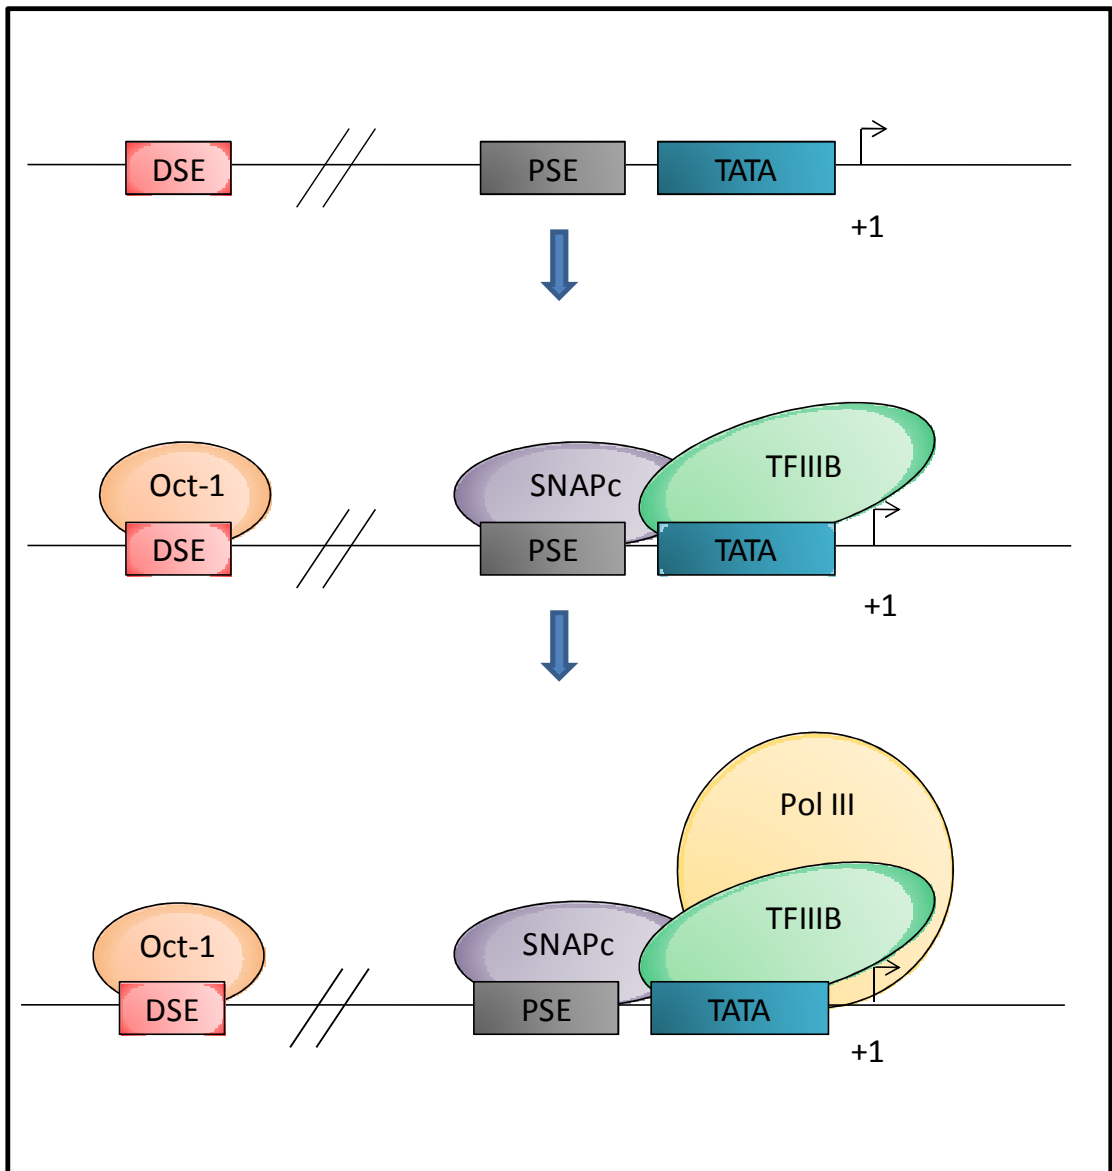 DSE
PSE
TATA
+1
Oct-1
SNAPc
TFIIIB
DSE
PSE
TATA
+1
Pol III
Oct-1
SNAPc
TFIIIB
DSE
PSE
TATA
+1